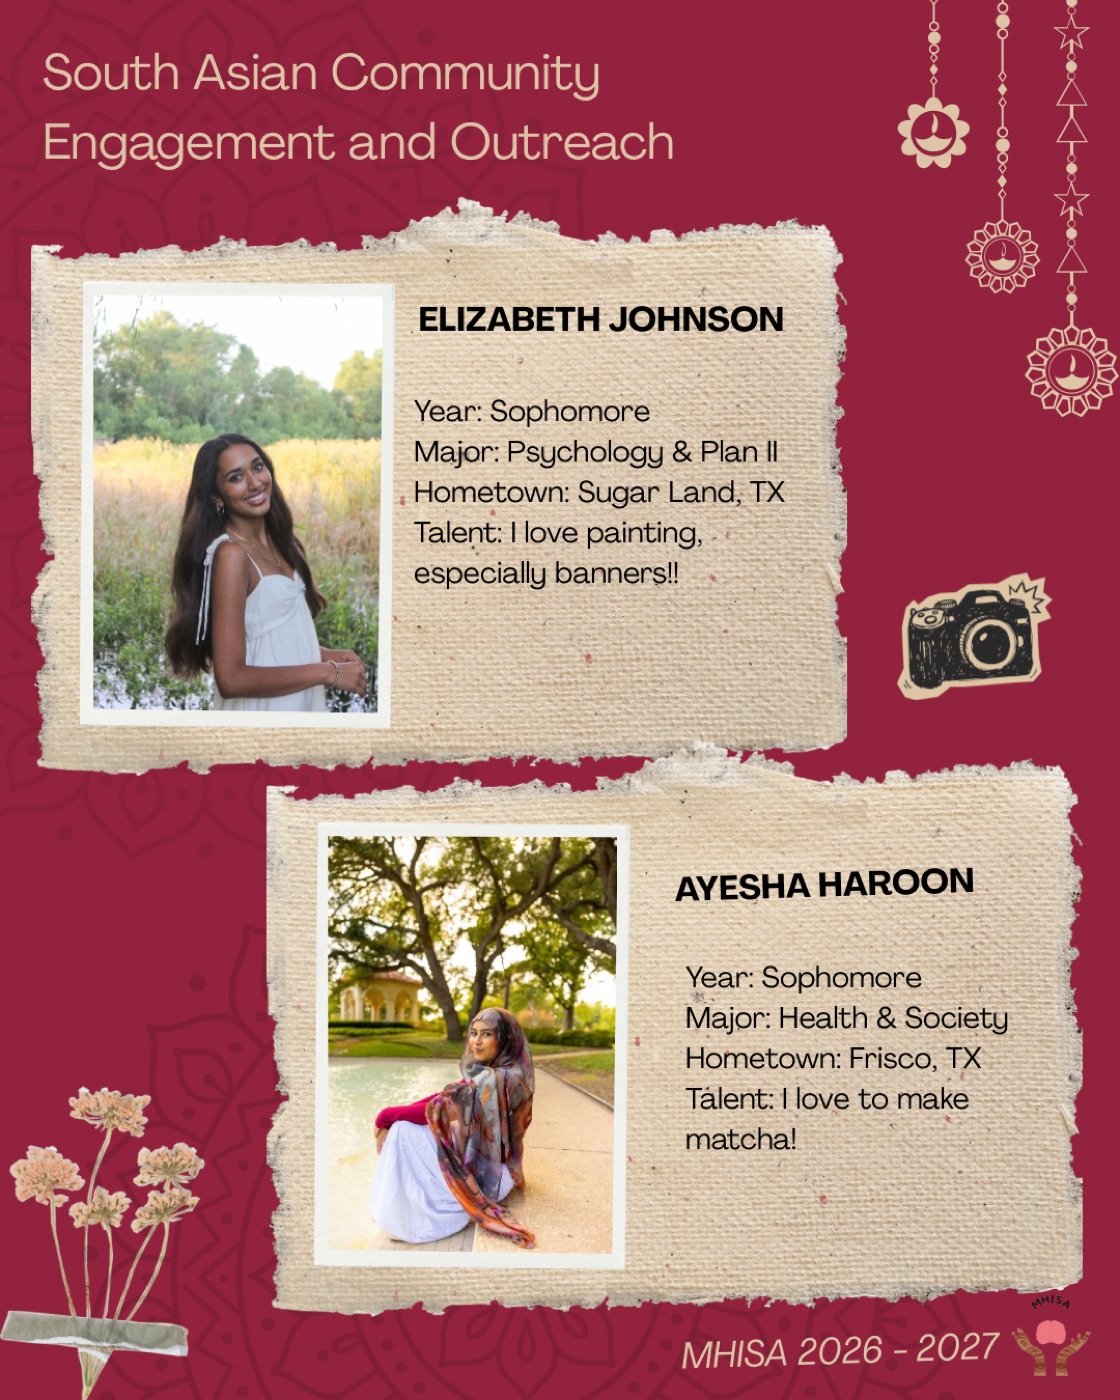 South Asian Community
Engagement and Outreach
ELIZABETH JOHNSON
Year: Sophomore
Major: Psychology & Plan II
Hometown: Sugar Land, TX
Talent: I love painting,
especially banners!!
AYESHA HAROON
Year: Sophomore
Major: Health & Society
Hometown: Frisco, TX
Talent: I love to make
matcha!
MHISA
MHISA 2026 - 2027